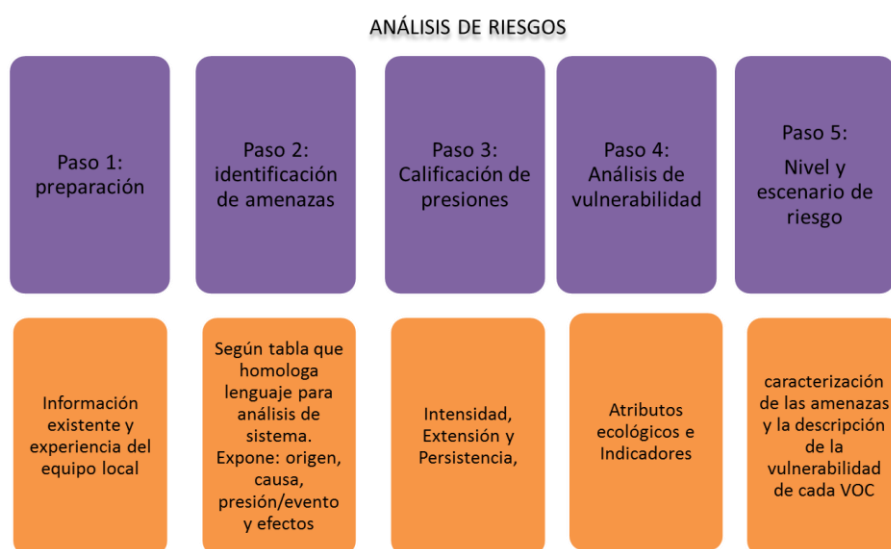 ANÁLISIS DE RIESGOS
Paso 1:
preparación
Paso 2:
identificación
de amenazas
Paso 3:
Calificación de
presiones
Paso 4:
Análisis de
vulnerabilidad
Paso 5:
Nivel y
escenario de
riesgo
Información
existente y
experiencia del
equipo local
Según tabla que
homologa
lenguaje para
análisis de
sistema.
Expone: origen,
causa,
presión/evento
y efectos
Intensidad,
Extensión y
Persistencia,
Atributos
ecológicos e
Indicadores
caracterización
de las amenazas
y la descripción
de la
vulnerabilidad
de cada VOC